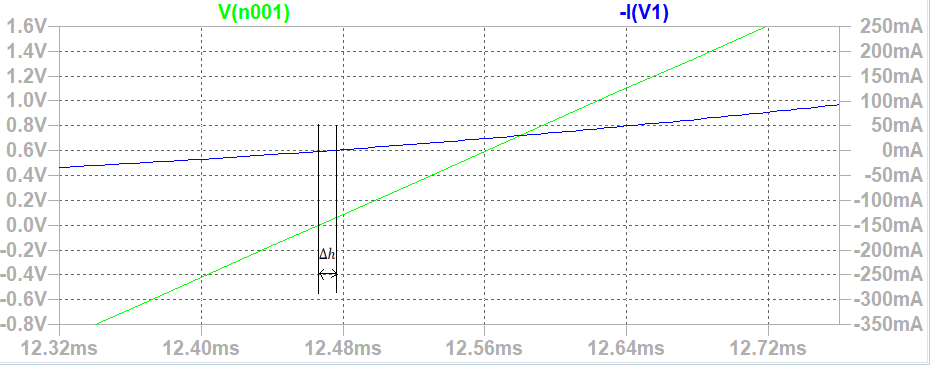 V(n001) -I(V1)
1.6V 250mA
1.4V 200mA
1.2V 150mA
1.0V 100mA
0.8V 50mA
0.6V 0mA
0.4V -50mA
0.2V -100mA
0.0V -150mA
-0.2V -200mA
Δh
-0.4V -250mA
-0.6V -300mA
-0.8V -350mA
12.32ms 12.40ms 12.48ms 12.56ms 12.64ms 12.72ms